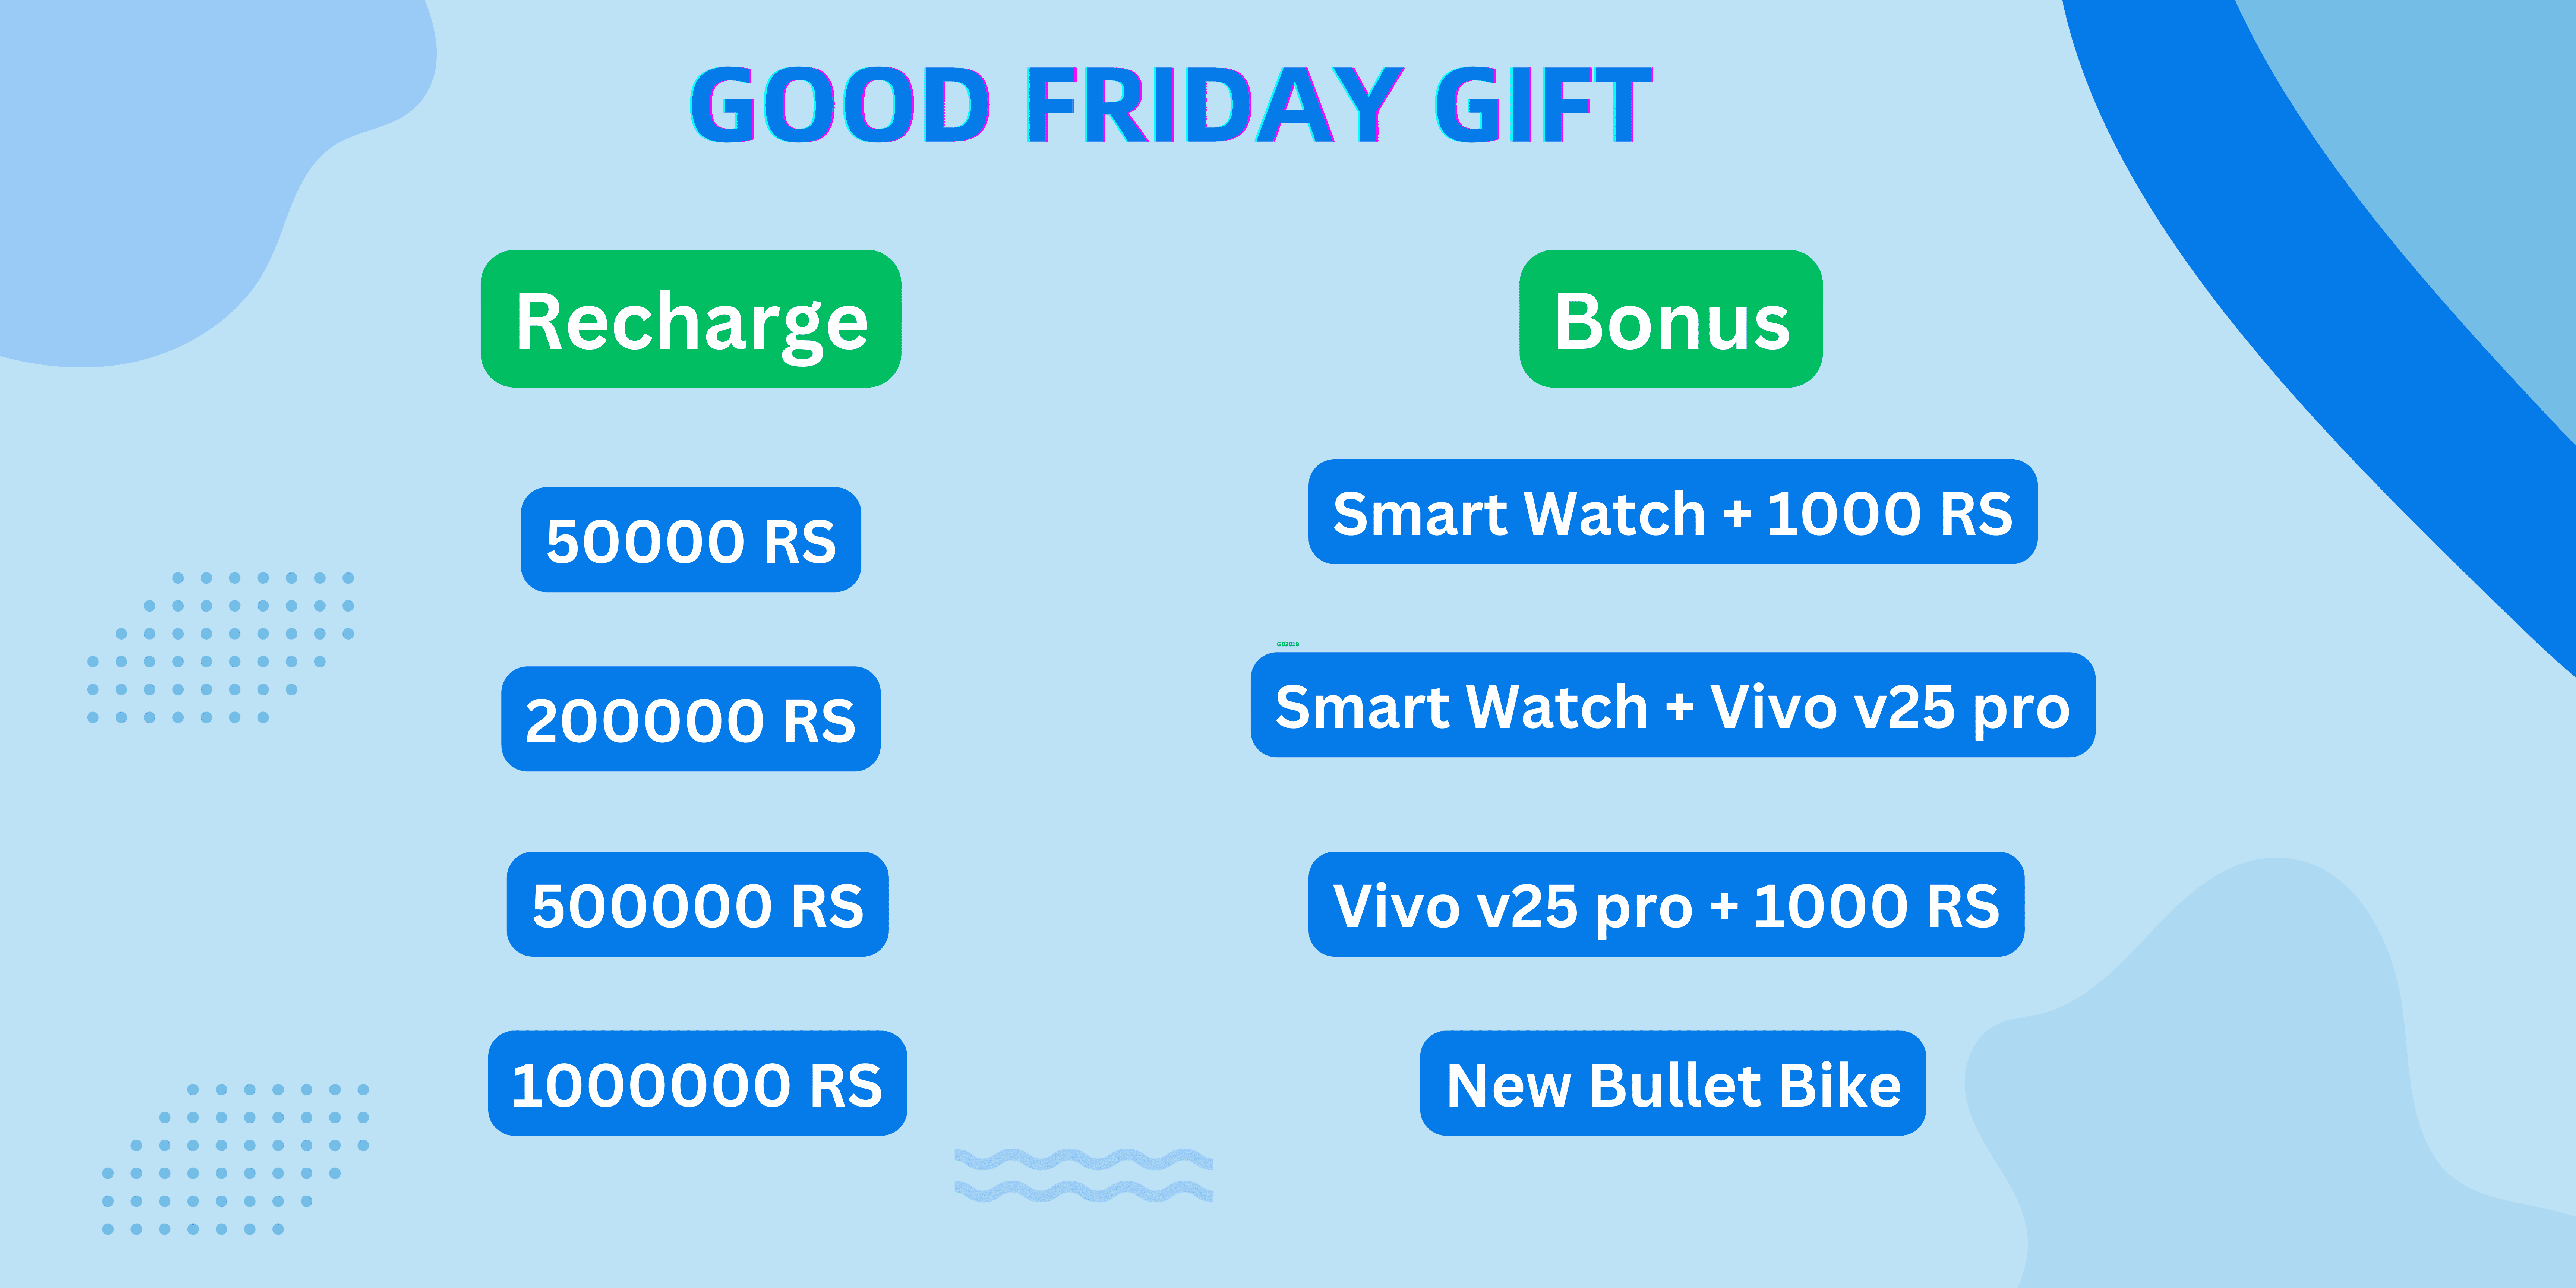 GOOD FRIDAY GIFT
Recharge
Bonus
50000 RS
Smart Watch + 1000 RS
GB2819
200000 RS
Smart Watch + Vivo v25 pro
500000 RS
Vivo v25 pro + 1000 RS
1000000 RS
New Bullet Bike